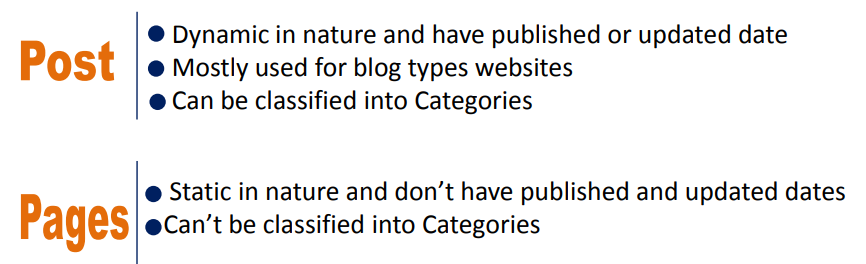 Post
● Dynamic in nature and have published or updated date
● Mostly used for blog types websites
● Can be classified into Categories
Pages
● Static in nature and don’t have published and updated dates
●Can’t be classified into Categories